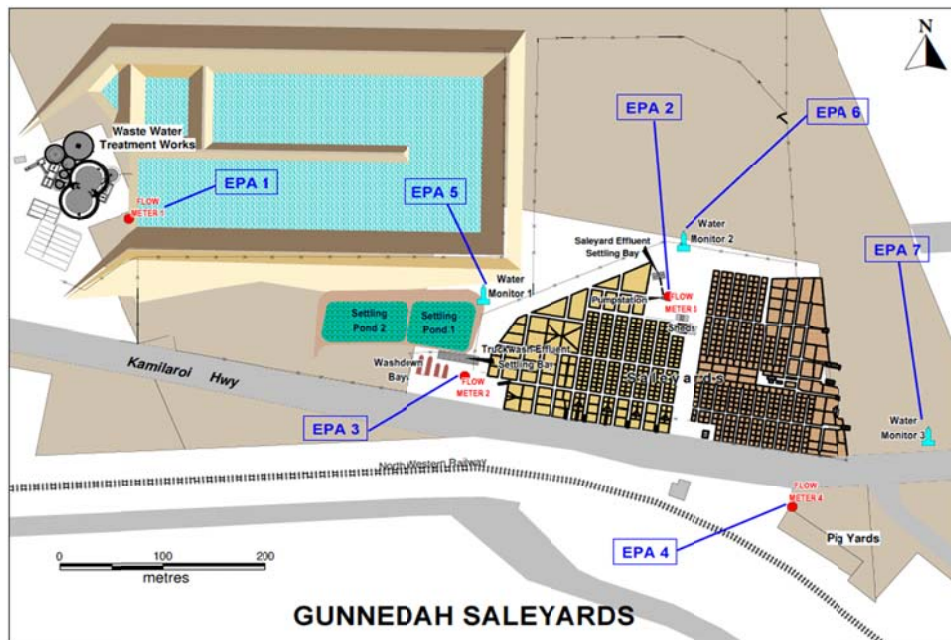 N
EPA 2
EPA 6
Waste Water
Treatment Works
EPA 1
FLOW
METER 1
EPA 5
Water
Monitor 2
Saleyard Effluent
Settling Bay
EPA 7
Water
Monitor 1
Pumpstation
FLOW
Sheds
Settling
Pond 2
Settling
Pond 1
Kamilaroi Hwy
Washdown
Bay
Truckwash Effluent
Settling Bay
Saleyards
FLOW
METER 2
EPA 3
Water
Monitor 3
North Western Railway
FLOW
METER 4
EPA 4
Pig Yards
0 100 200
metres
GUNNEDAH SALEYARDS